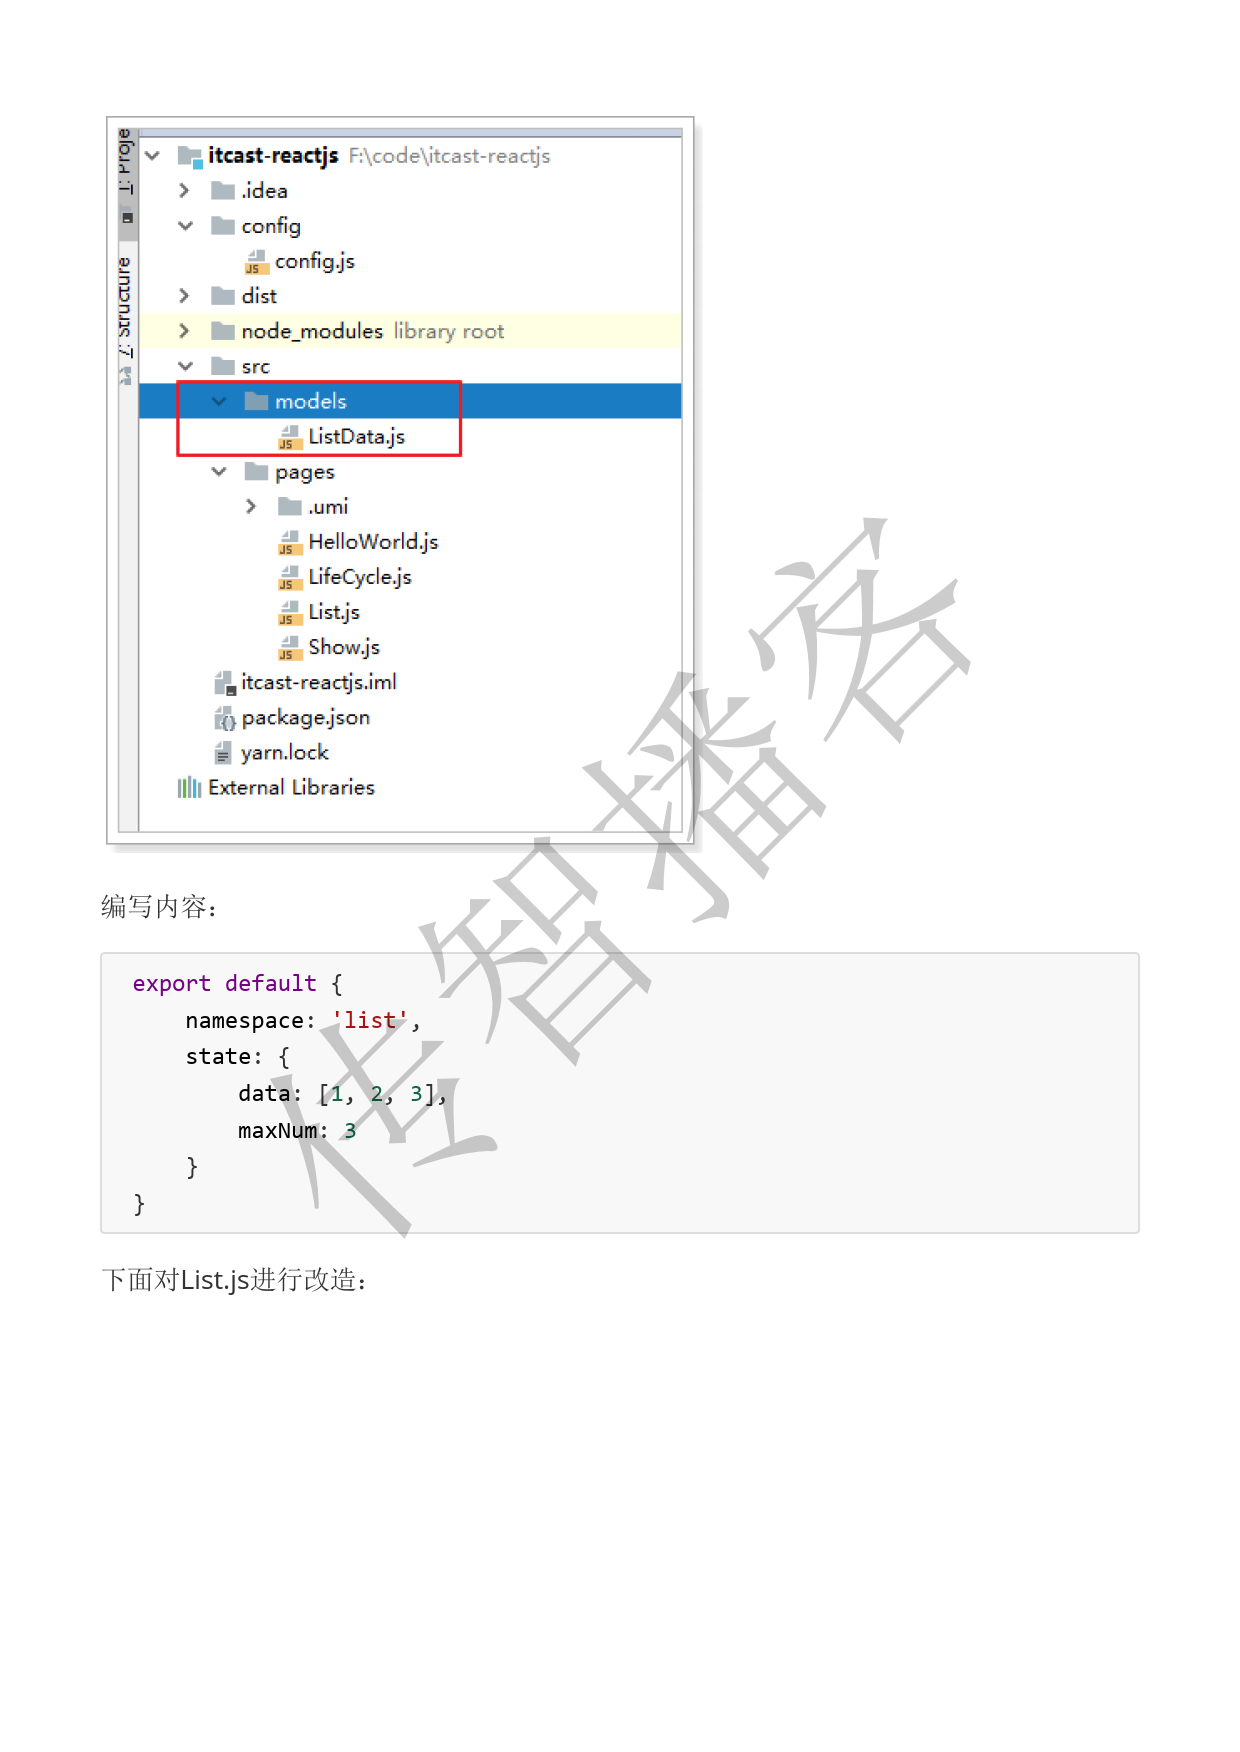 1: Proje
7: Structure
itcast-reactjs F:\code\itcast-reactjs
.idea
config
config.js
dist
node_modules library root
src
models
ListData.js
pages
.umi
HelloWorld.js
LifeCycle.js
List.js
Show.js
itcast-reactjs.iml
package.json
yarn.lock
External Libraries
编写内容：
export default {
    namespace: 'list',
    state: {
        data: [1, 2, 3],
        maxNum: 3
    }
}
下面对List.js进行改造：
传智播客